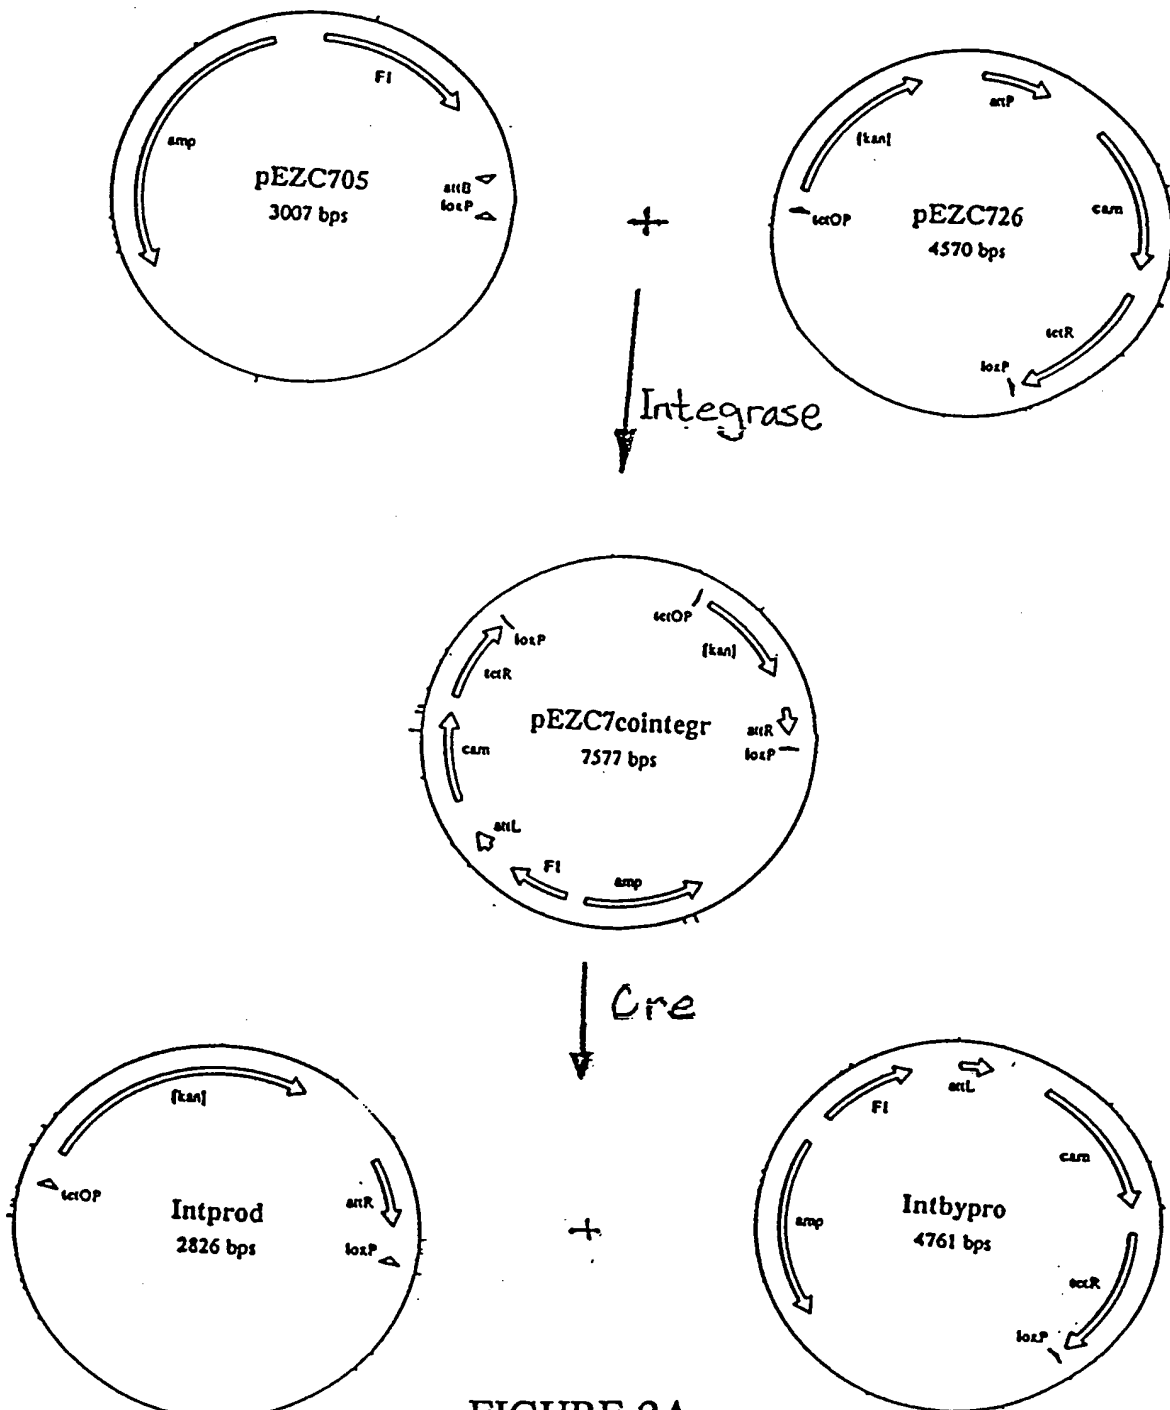 F1
amp
pEZC705
3007 bps
attB
loxP
+
attP
[kan]
tetOP
pEZC726
4570 bps
cam
tetR
loxP
Integrase
tetOP
loxP
[kan]
tetR
pEZC7cointegr
7577 bps
attR
loxP
cam
attL
F1
amp
Cre
[kan]
tetOP
Intprod
2826 bps
attR
loxP
+
attL
F1
cam
amp
Intbypro
4761 bps
tetR
loxP